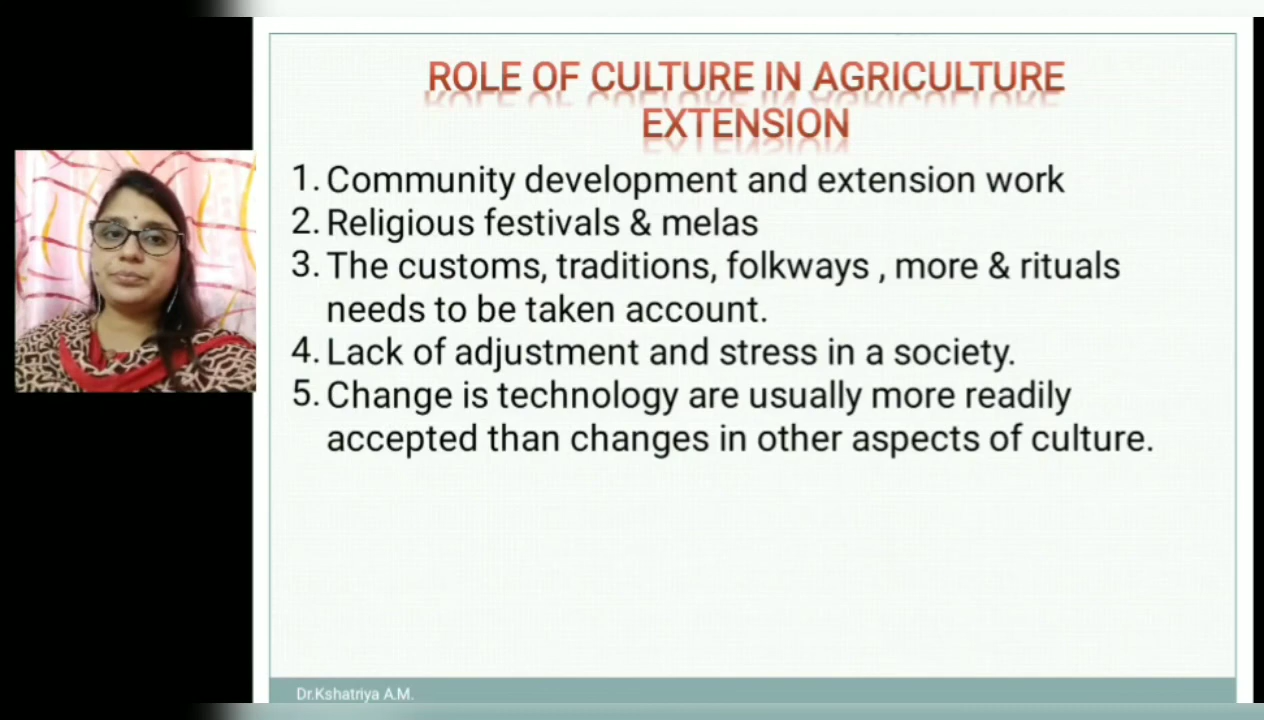 ROLE OF CULTURE IN AGRICULTURE
EXTENSION
1. Community development and extension work
2. Religious festivals & melas
3. The customs, traditions, folkways , more & rituals
needs to be taken account.
4. Lack of adjustment and stress in a society.
5. Change is technology are usually more readily
accepted than changes in other aspects of culture.
Dr.Kshatriya A.M.